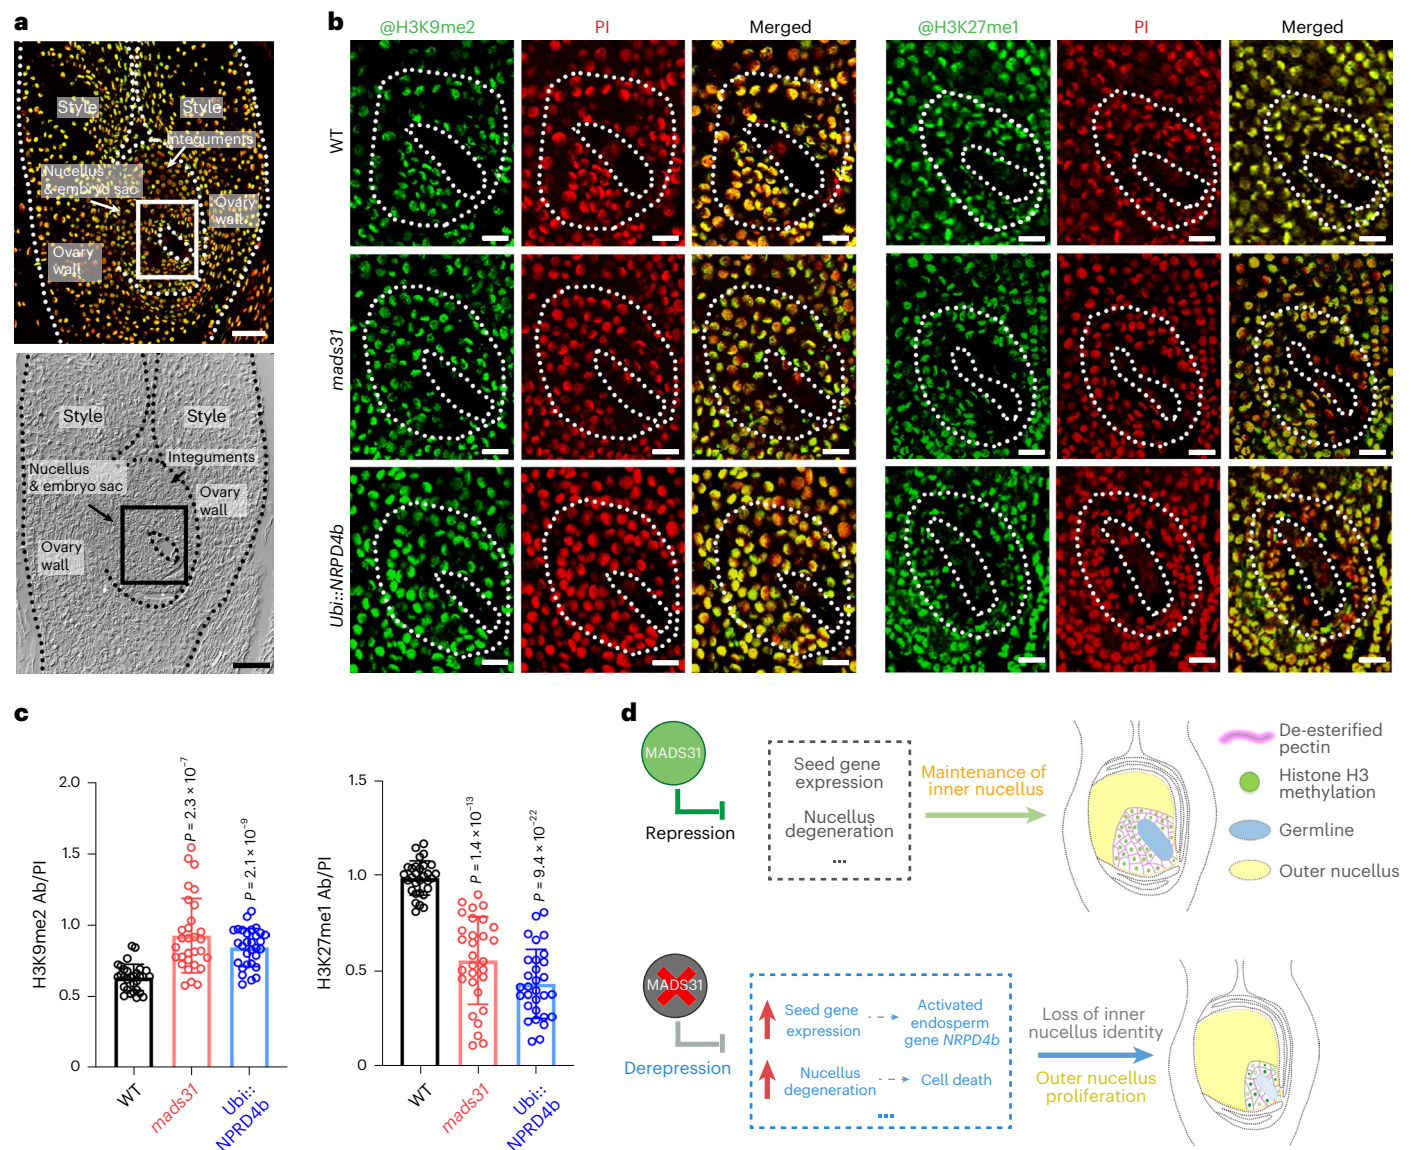 a
Style
Style
Integuments
Nucellus
& embryo sac
Ovary
wall
Ovary
wall
Style
Style
Integuments
Nucellus
& embryo sac
Ovary
wall
Ovary
wall
b
@H3K9me2
PI
Merged
@H3K27me1
PI
Merged
WT
mads31
Ubi::NRPD4b
c
H3K9me2 Ab/PI
2.0
1.5
1.0
0.5
0
P = 2.3 × 10⁻⁷
P = 2.1 × 10⁻⁹
WT
mads31
Ubi::
NPRD4b
H3K27me1 Ab/PI
1.5
1.0
0.5
0
P = 1.4 × 10⁻¹³
P = 9.4 × 10⁻²²
WT
mads31
Ubi::
NPRD4b
d
MADS31
Repression
Seed gene
expression
Nucellus
degeneration
...
Maintenance of
inner nucellus
De-esterified
pectin
Histone H3
methylation
Germline
Outer nucellus
MADS31
Derepression
Seed gene
expression
Activated
endosperm
gene NRPD4b
Nucellus
degeneration
Cell death
...
Loss of inner
nucellus identity
Outer nucellus
proliferation